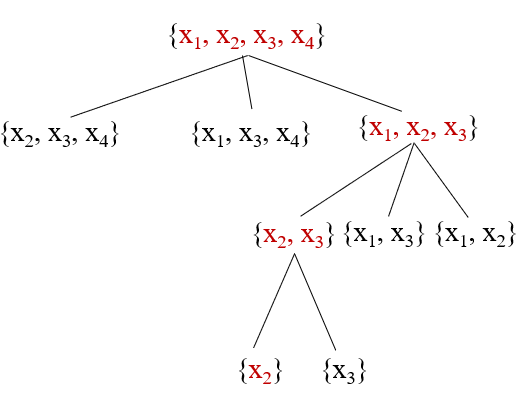 {x₁, x₂, x₃, x₄}
{x₂, x₃, x₄} {x₁, x₃, x₄} {x₁, x₂, x₃}
{x₂, x₃} {x₁, x₃} {x₁, x₂}
{x₂} {x₃}